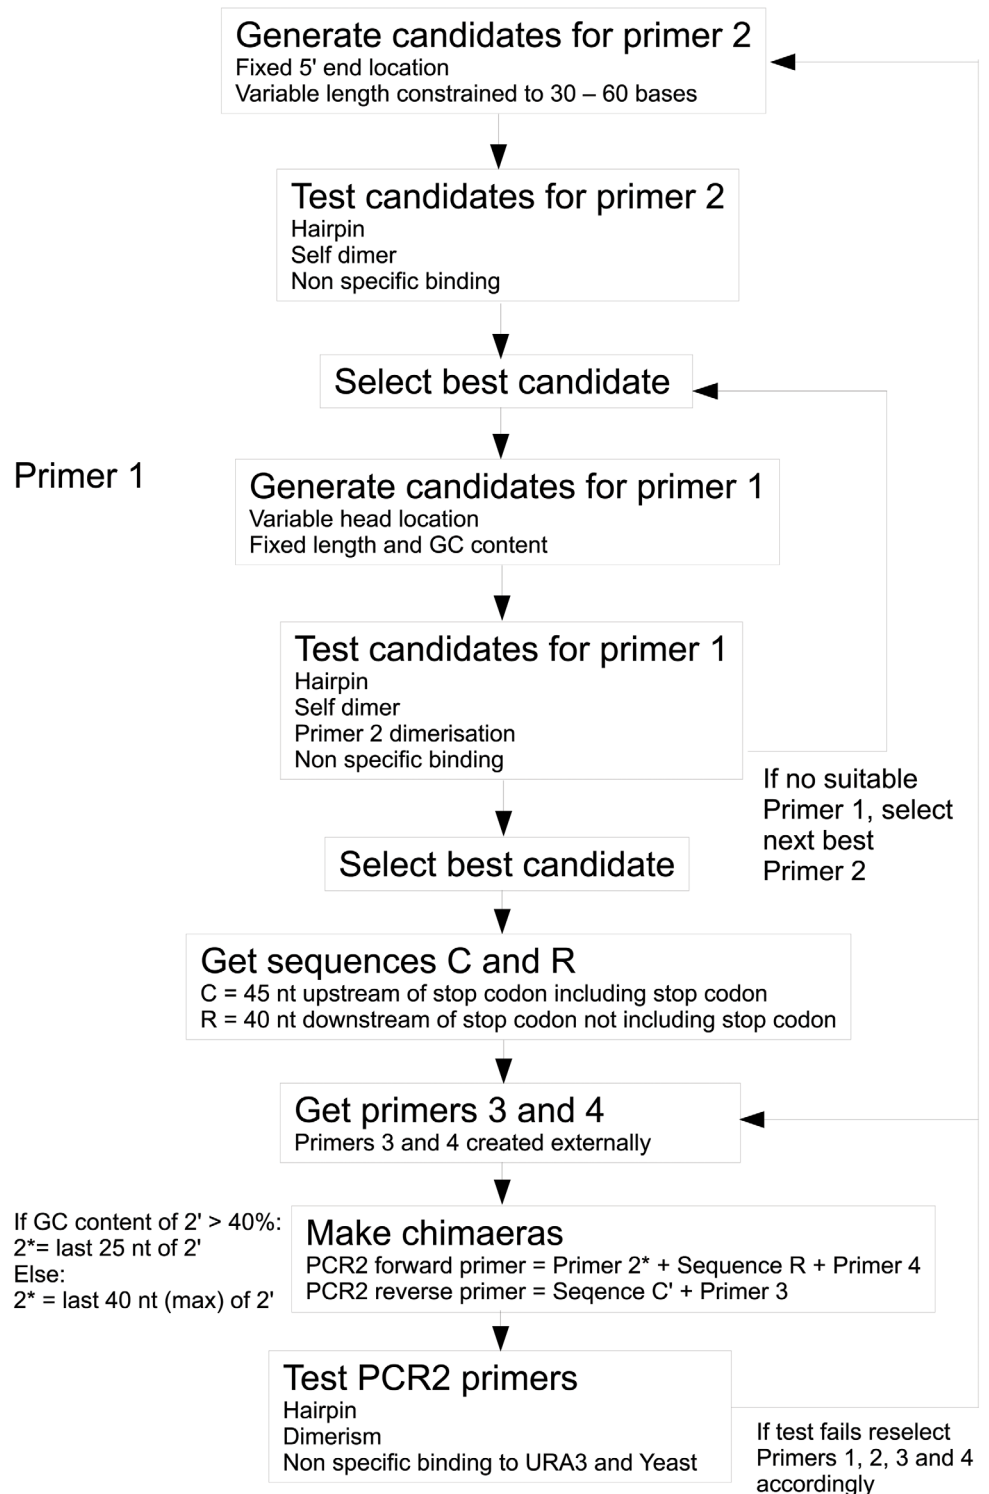 Generate candidates for primer 2
Fixed 5' end location
Variable length constrained to 30 – 60 bases
Test candidates for primer 2
Hairpin
Self dimer
Non specific binding
Select best candidate
Primer 1
Generate candidates for primer 1
Variable head location
Fixed length and GC content
Test candidates for primer 1
Hairpin
Self dimer
Primer 2 dimerisation
Non specific binding
If no suitable
Primer 1, select
next best
Primer 2
Select best candidate
Get sequences C and R
C = 45 nt upstream of stop codon including stop codon
R = 40 nt downstream of stop codon not including stop codon
Get primers 3 and 4
Primers 3 and 4 created externally
If GC content of 2' > 40%:
2*= last 25 nt of 2'
Else:
2* = last 40 nt (max) of 2'
Make chimaeras
PCR2 forward primer = Primer 2* + Sequence R + Primer 4
PCR2 reverse primer = Seqence C' + Primer 3
Test PCR2 primers
Hairpin
Dimerism
Non specific binding to URA3 and Yeast
If test fails reselect
Primers 1, 2, 3 and 4
accordingly